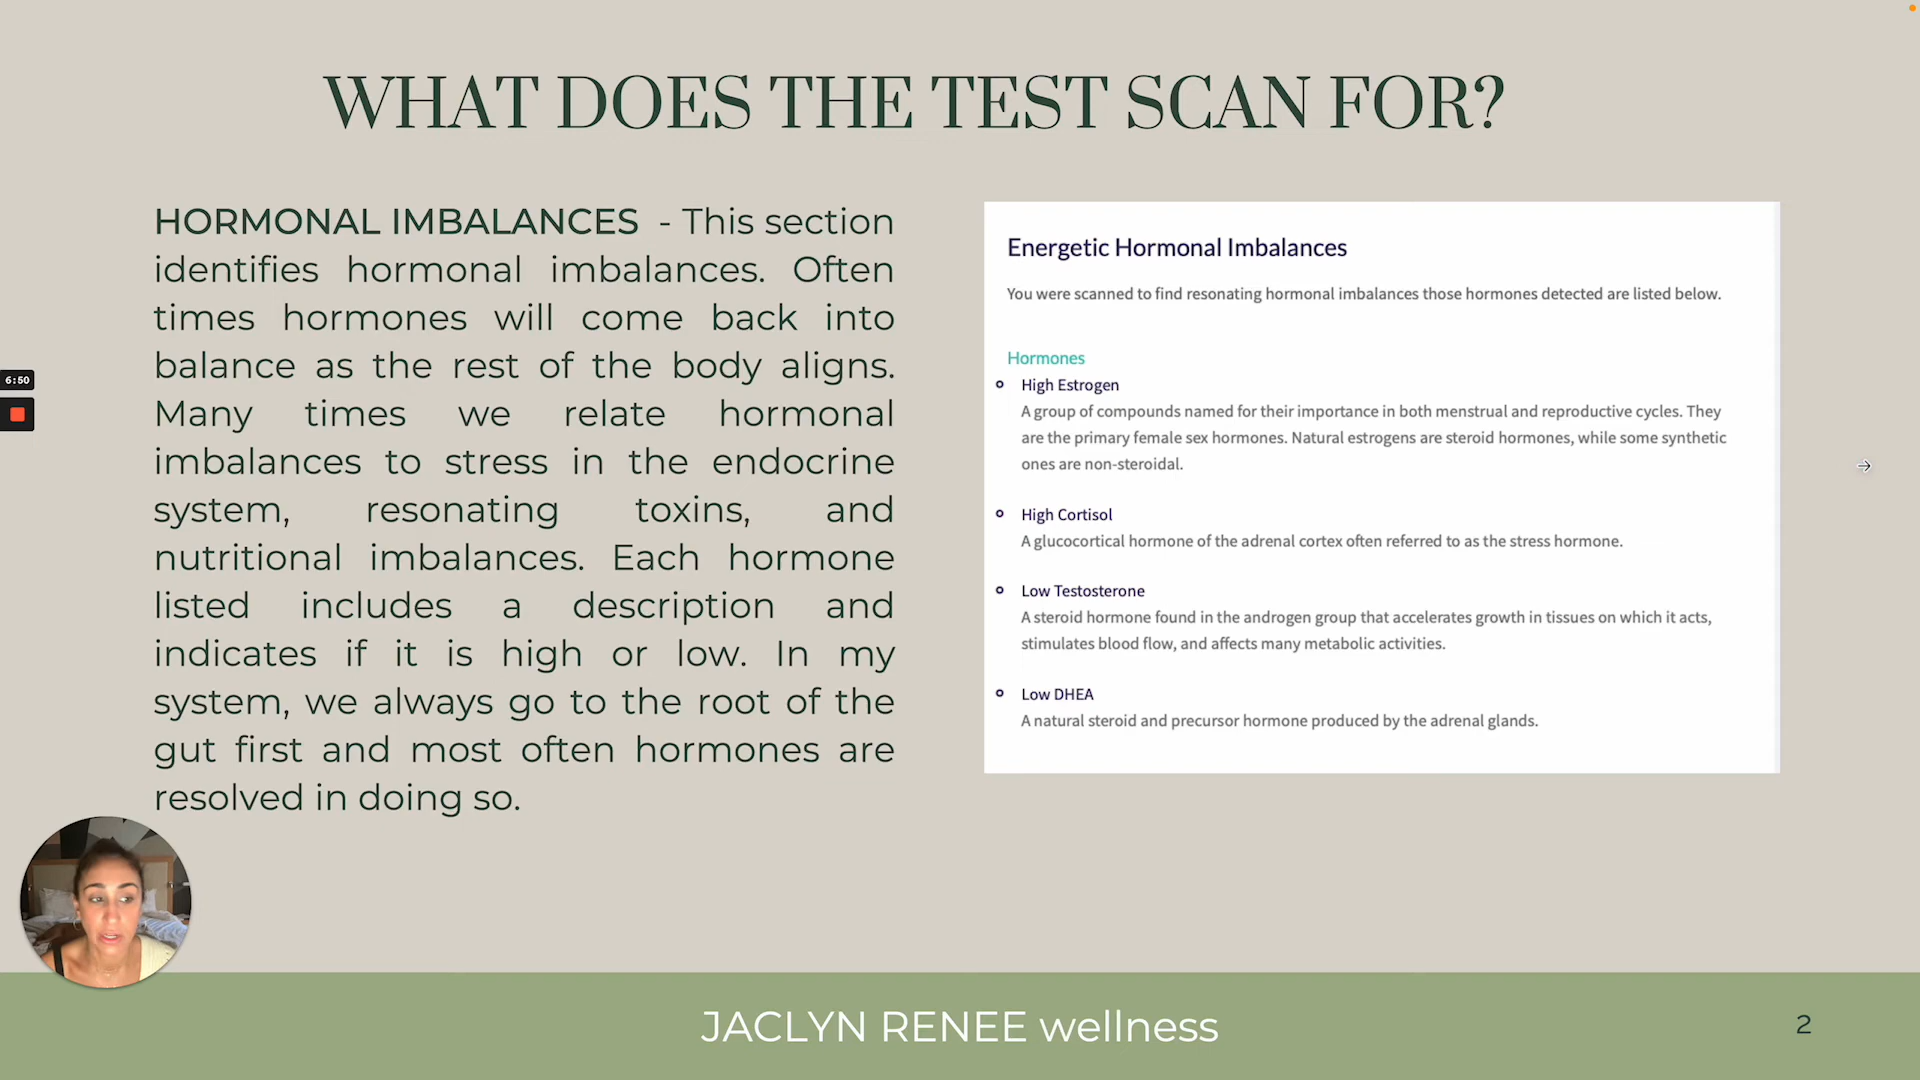 WHAT DOES THE TEST SCAN FOR?
HORMONAL IMBALANCES - This section
identifies hormonal imbalances. Often
times hormones will come back into
balance as the rest of the body aligns.
Many times we relate hormonal
imbalances to stress in the endocrine
system, resonating toxins, and
nutritional imbalances. Each hormone
listed includes a description and
indicates if it is high or low. In my
system, we always go to the root of the
gut first and most often hormones are
resolved in doing so.
Energetic Hormonal Imbalances
You were scanned to find resonating hormonal imbalances those hormones detected are listed below.
Hormones
High Estrogen
A group of compounds named for their importance in both menstrual and reproductive cycles. They
are the primary female sex hormones. Natural estrogens are steroid hormones, while some synthetic
ones are non-steroidal.
High Cortisol
A glucocortical hormone of the adrenal cortex often referred to as the stress hormone.
Low Testosterone
A steroid hormone found in the androgen group that accelerates growth in tissues on which it acts,
stimulates blood flow, and affects many metabolic activities.
Low DHEA
A natural steroid and precursor hormone produced by the adrenal glands.
6:50
JACLYN RENEE wellness
2